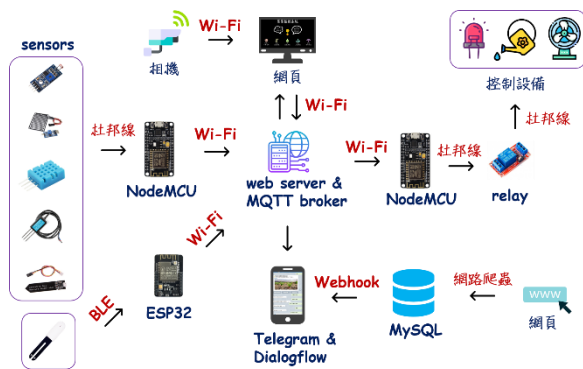 sensors
Wi-Fi
相機
網頁
控制設備
Wi-Fi
杜邦線
杜邦線
Wi-Fi
Wi-Fi
杜邦線
NodeMCU
web server &
MQTT broker
NodeMCU
relay
Wi-Fi
BLE
ESP32
Webhook
網路爬蟲
WWW
網頁
MySQL
Telegram &
Dialogflow